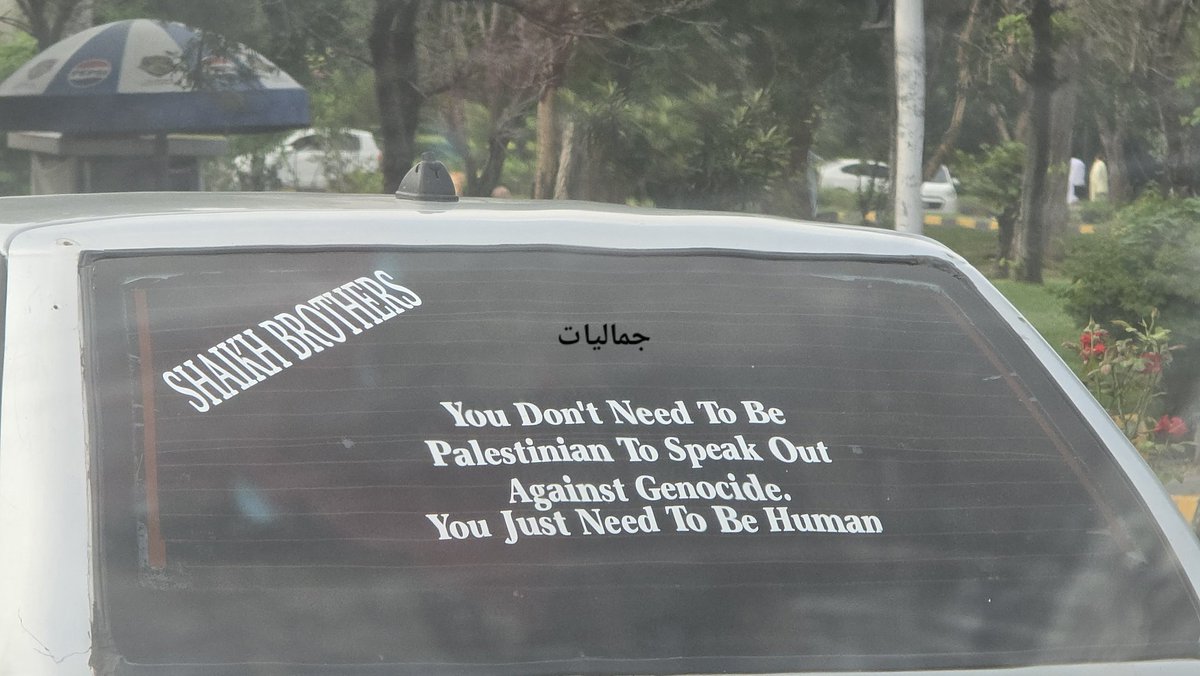 SHAIKH BROTHERS
جمالیات
You Don't Need To Be
Palestinian To Speak Out
Against Genocide.
You Just Need To Be Human